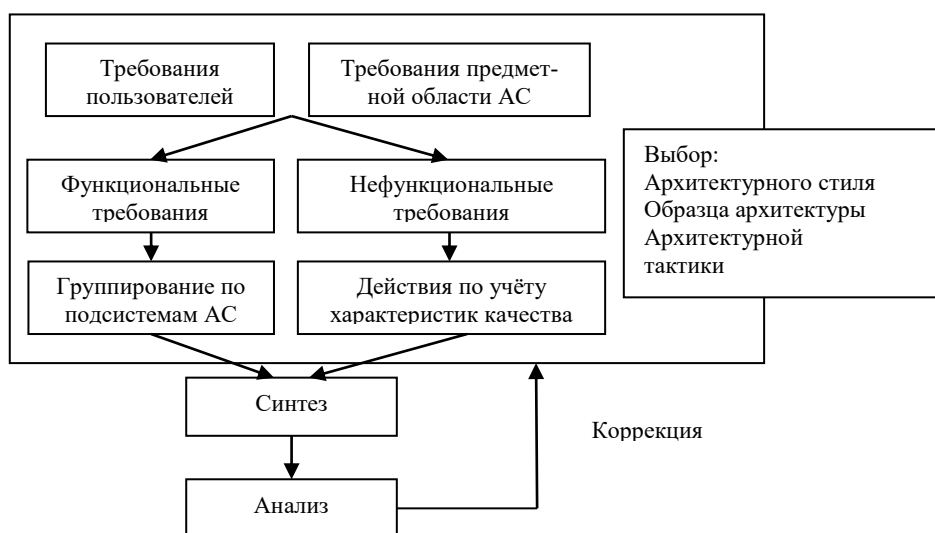 Требования
пользователей
Требования предмет-
ной области АС
Функциональные
требования
Нефункциональные
требования
Выбор:
Архитектурного стиля
Образца архитектуры
Архитектурной
тактики
Группирование по
подсистемам АС
Действия по учёту
характеристик качества
Синтез
Коррекция
Анализ